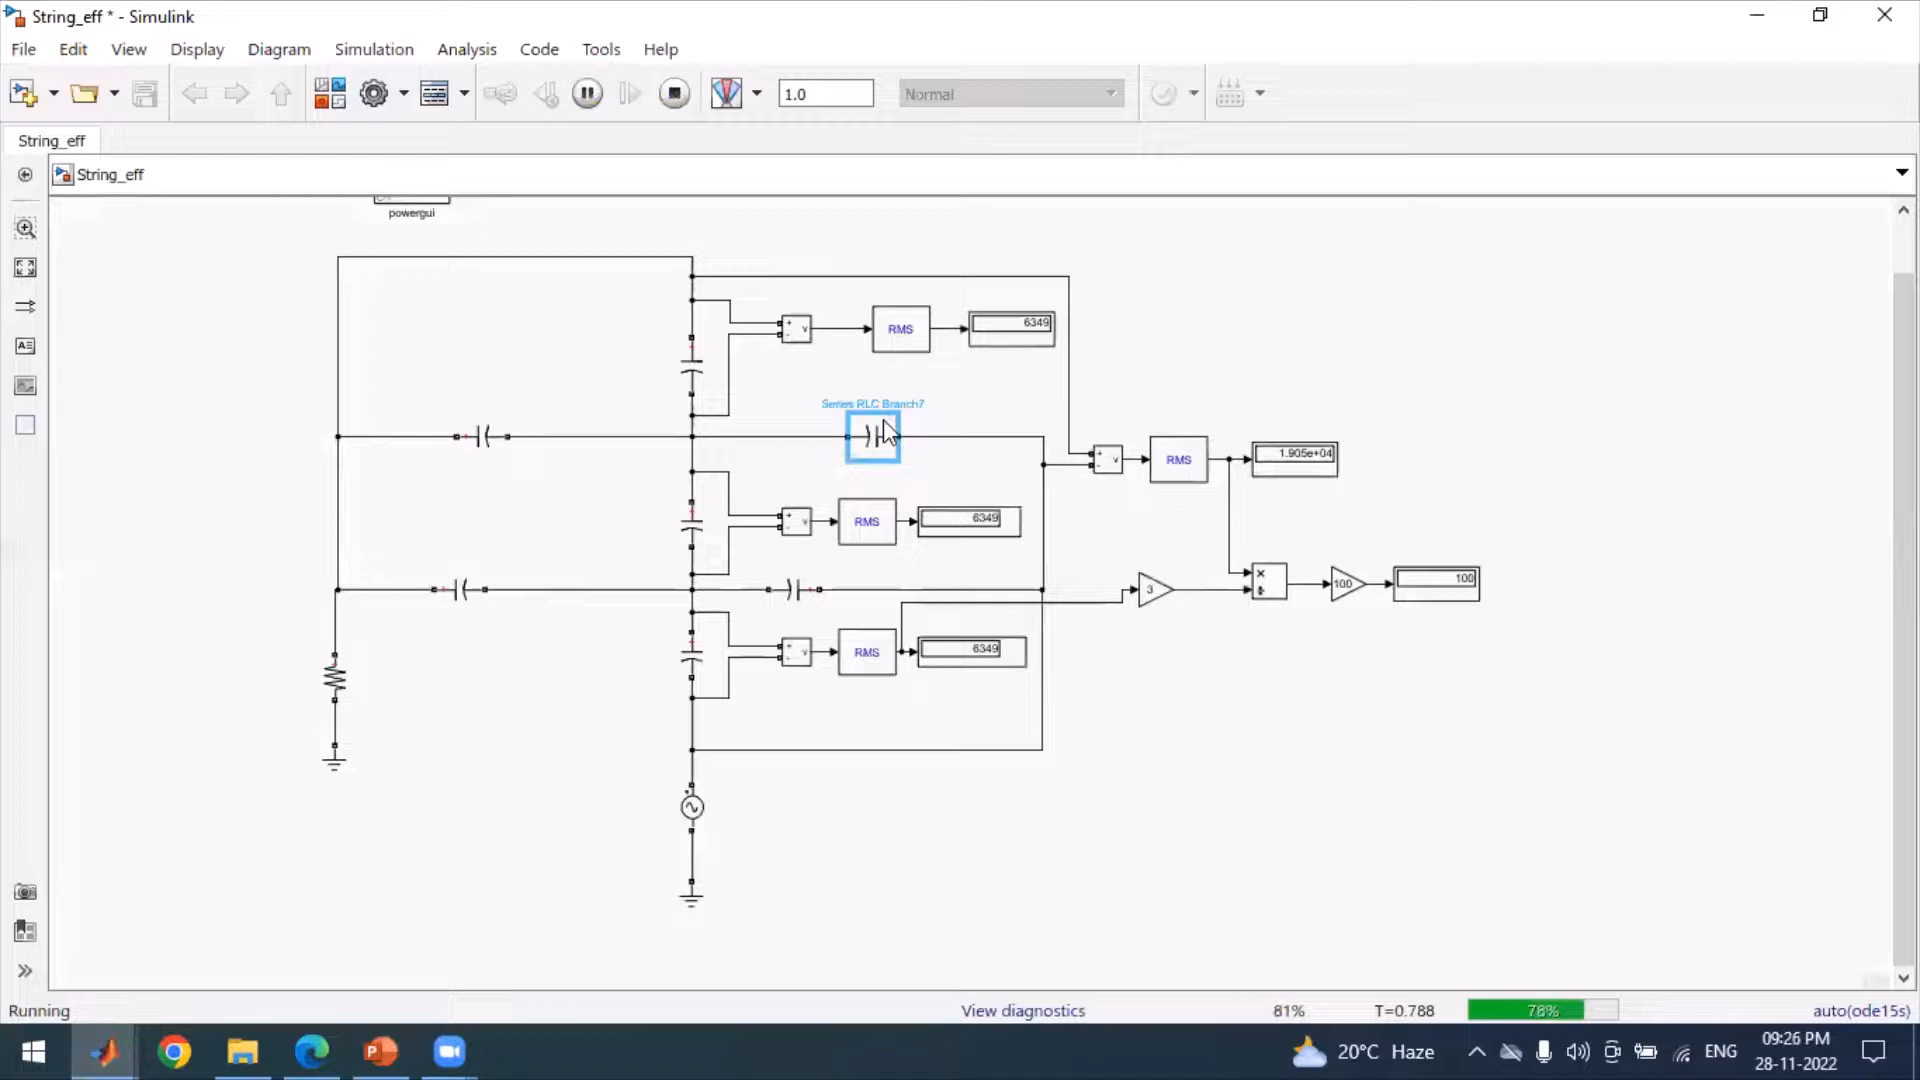 String_eff * - Simulink
File Edit View Display Diagram Simulation Analysis Code Tools Help
1.0 Normal
String_eff
String_eff
powergui
+ - v RMS 6349
Series RLC Branch7
+ - v RMS 1.905e+04
+ - v RMS 6349
3 × ÷ 100 100
+ - v RMS 6349
Running View diagnostics 81% T=0.788 78% auto(ode15s)
20°C Haze ENG 09:26 PM
28-11-2022